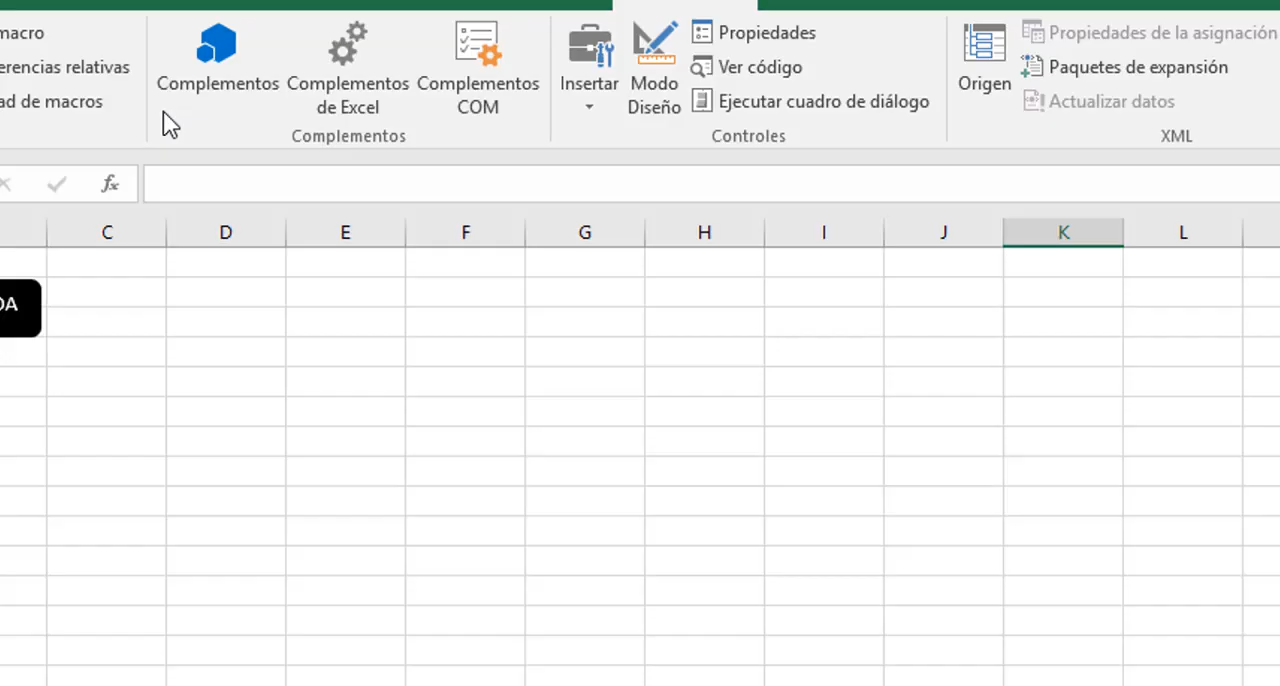 macro
erencias relativas
ad de macros
Complementos
Complementos
de Excel
Complementos
COM
Complementos
Insertar
Modo
Diseño
Propiedades
Ver código
Ejecutar cuadro de diálogo
Controles
Origen
Propiedades de la asignación
Paquetes de expansión
Actualizar datos
XML
fx
C D E F G H I J K L
DA